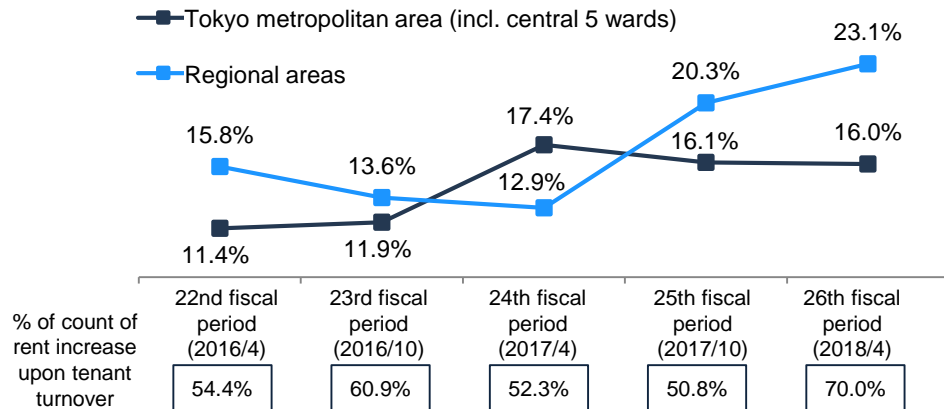 Tokyo metropolitan area (incl. central 5 wards)
Regional areas
23.1%
20.3%
17.4%
15.8%
16.1%
16.0%
13.6%
12.9%
11.4%
11.9%
22nd fiscal
period
(2016/4)
23rd fiscal
period
(2016/10)
24th fiscal
period
(2017/4)
25th fiscal
period
(2017/10)
26th fiscal
period
(2018/4)
% of count of
rent increase
upon tenant
turnover
54.4%
60.9%
52.3%
50.8%
70.0%